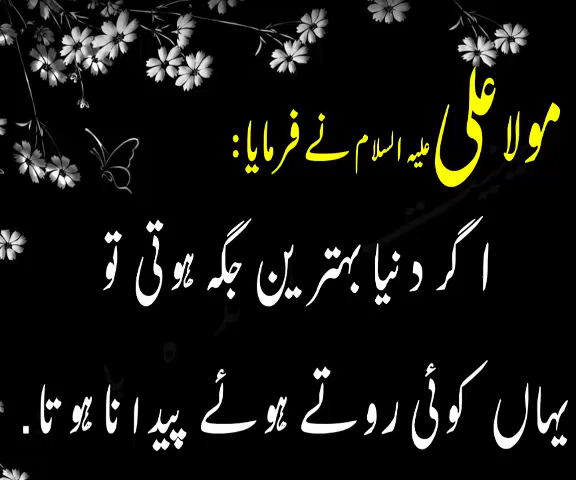 مولا علی علیہ السلام نے فرمایا:
اگر دنیا بہترین جگہ ہوتی تو
یہاں کوئی روتے ہوئے پیدا نا ہوتا.